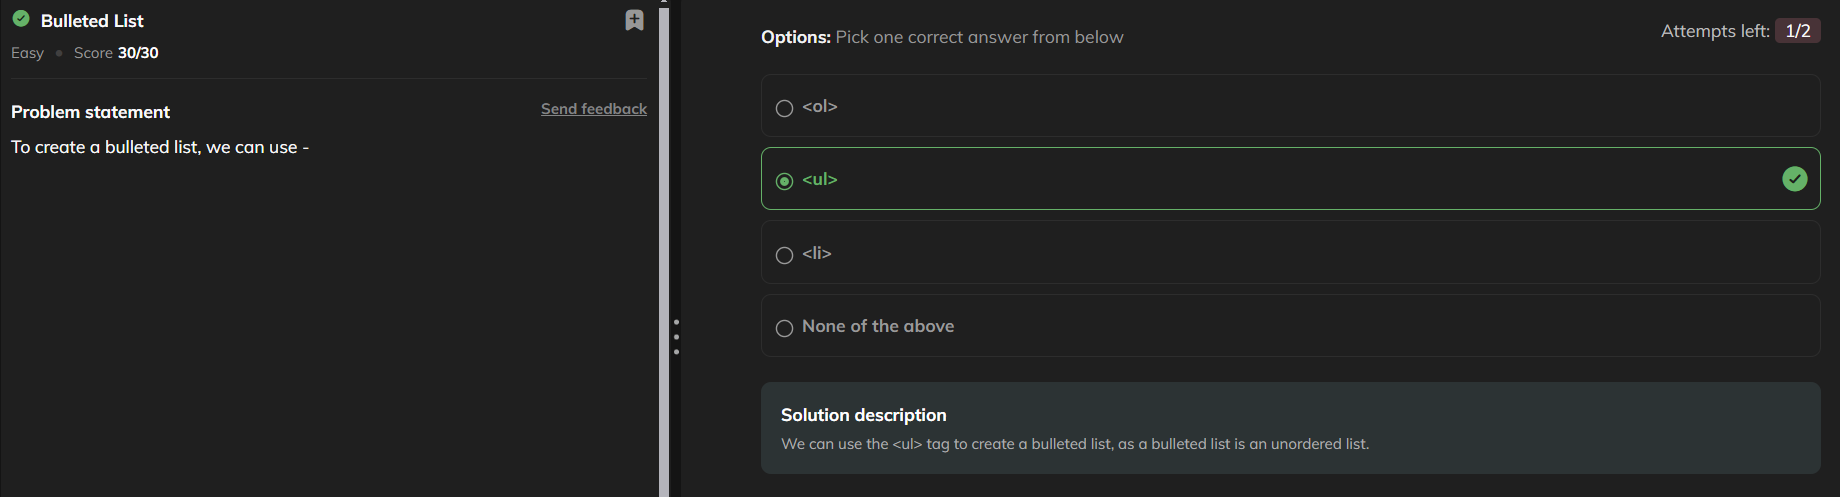 Bulleted List
Easy • Score 30/30
Problem statement
Send feedback
To create a bulleted list, we can use -
Options: Pick one correct answer from below
Attempts left: 1/2
<ol>
<ul>
<li>
None of the above
Solution description
We can use the <ul> tag to create a bulleted list, as a bulleted list is an unordered list.